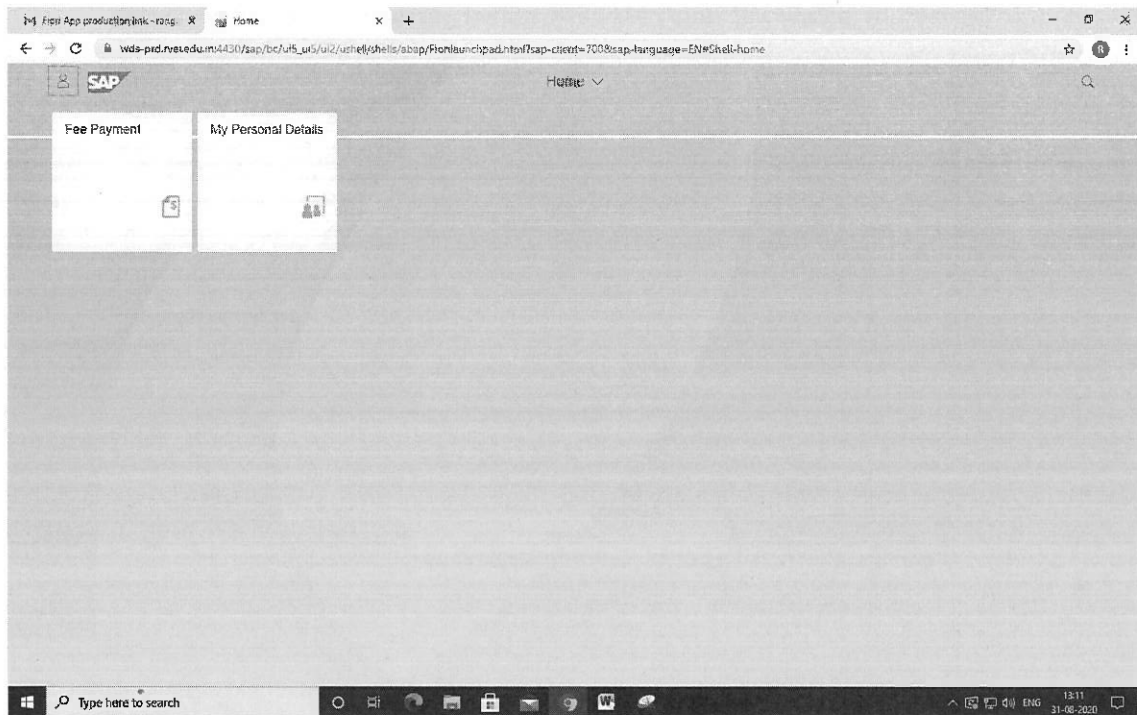 Fiori App production link - rang
Home
wds-prd.rvei.edu.in:4430/sap/bc/ui5_ui5/ui2/ushell/shells/abap/Fiorilaunchpad.html?sap-client=700&sap-language=EN#Shell-home
R
SAP
Home
Fee Payment
My Personal Details
Type here to search
W
ENG
13:11
31-08-2020